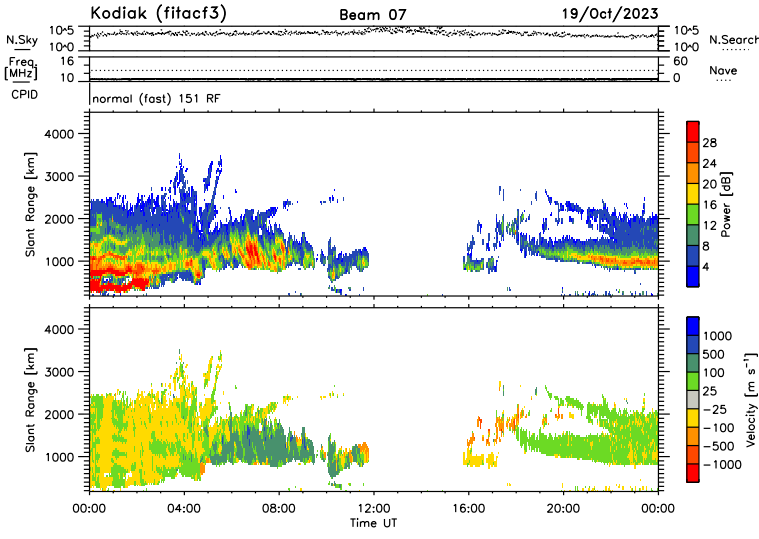 Kodiak (fitacf3) Beam 07 19/Oct/2023
N.Sky 10^5 10^0 10^5 10^0 N.Search
Freq. [MHz] 16 10 60 0 Nave
CPID normal (fast) 151 RF
Slant Range [km] 4000 3000 2000 1000
28 24 20 16 12 8 4 Power [dB]
Slant Range [km] 4000 3000 2000 1000
1000 500 100 25 -25 -100 -500 -1000 Velocity [m s^-1]
00:00 04:00 08:00 12:00 16:00 20:00 00:00
Time UT